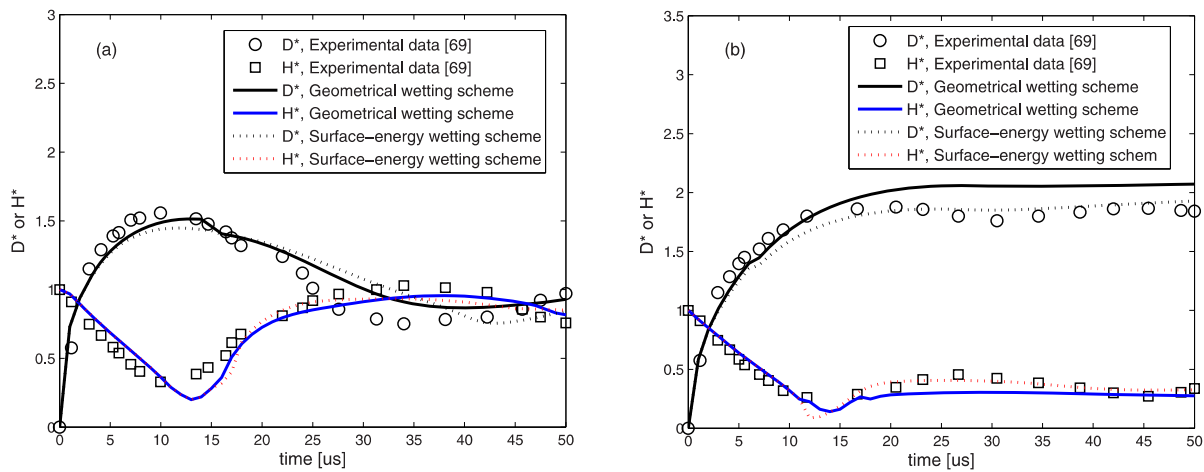 (a)
D*, Experimental data [69]
H*, Experimental data [69]
D*, Geometrical wetting scheme
H*, Geometrical wetting scheme
D*, Surface-energy wetting scheme
H*, Surface-energy wetting scheme
3
2.5
2
1.5
1
0.5
0
D* or H*
0 5 10 15 20 25 30 35 40 45 50
time [us]
(b)
D*, Experimental data [69]
H*, Experimental data [69]
D*, Geometrical wetting scheme
H*, Geometrical wetting scheme
D*, Surface-energy wetting scheme
H*, Surface-energy wetting schem
3.5
3
2.5
2
1.5
1
0.5
0
D* or H*
0 5 10 15 20 25 30 35 40 45 50
time [us]